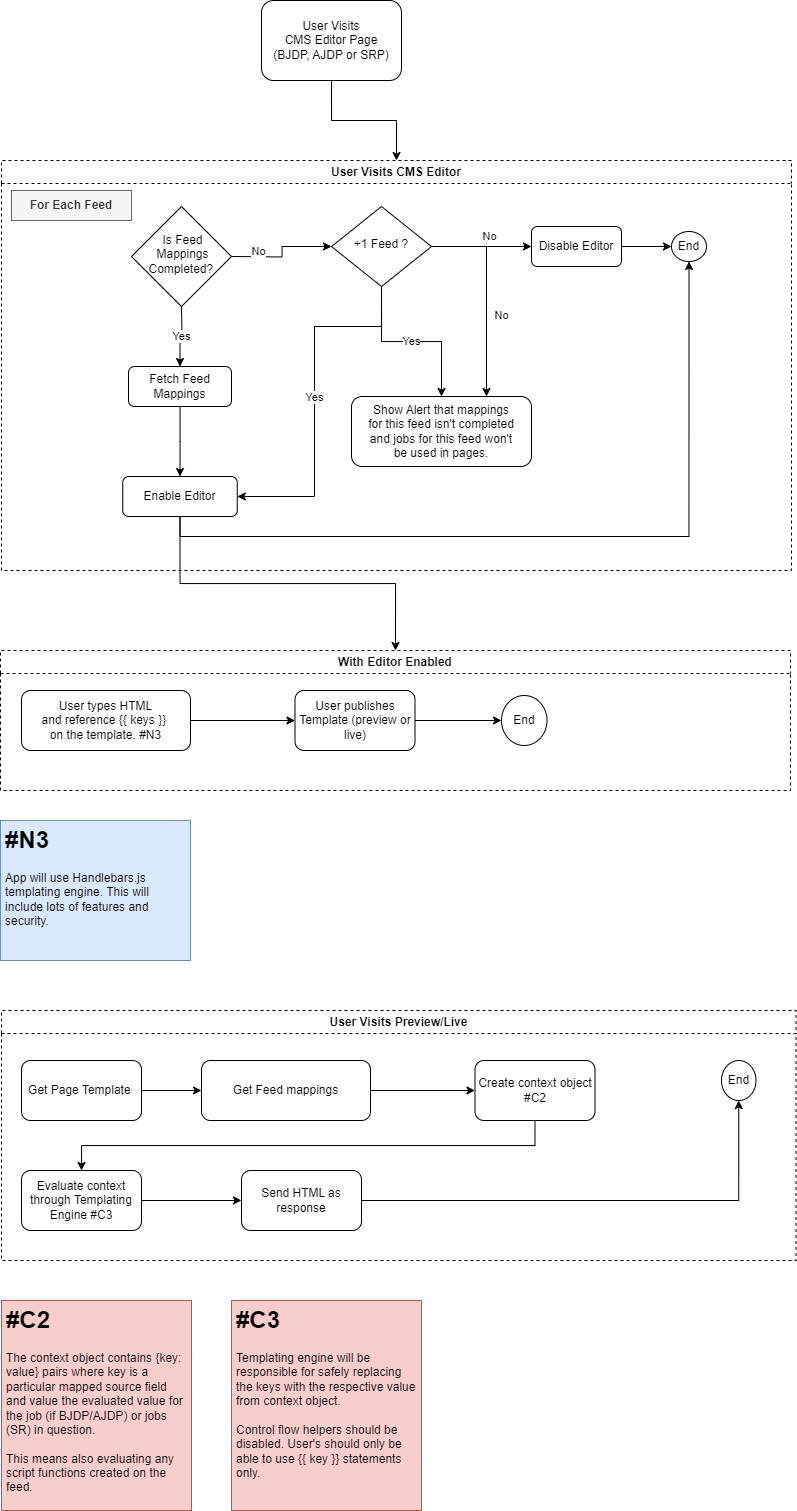 User Visits
CMS Editor Page
(BJDP, AJDP or SRP)
User Visits CMS Editor
For Each Feed
Is Feed
Mappings
Completed?
No
+1 Feed ?
No
Disable Editor
End
Yes
Yes
No
Fetch Feed
Mappings
Yes
Show Alert that mappings
for this feed isn't completed
and jobs for this feed won't
be used in pages.
Enable Editor
With Editor Enabled
User types HTML
and reference {{ keys }}
on the template. #N3
User publishes
Template (preview or
live)
End
#N3
App will use Handlebars.js
templating engine. This will
include lots of features and
security.
User Visits Preview/Live
Get Page Template
Get Feed mappings
Create context object
#C2
End
Evaluate context
through Templating
Engine #C3
Send HTML as
response
#C2
The context object contains {key:
value} pairs where key is a
particular mapped source field
and value the evaluated value for
the job (if BJDP/AJDP) or jobs
(SR) in question.
This means also evaluating any
script functions created on the
feed.
#C3
Templating engine will be
responsible for safely replacing
the keys with the respective value
from context object.
Control flow helpers should be
disabled. User's should only be
able to use {{ key }} statements
only.